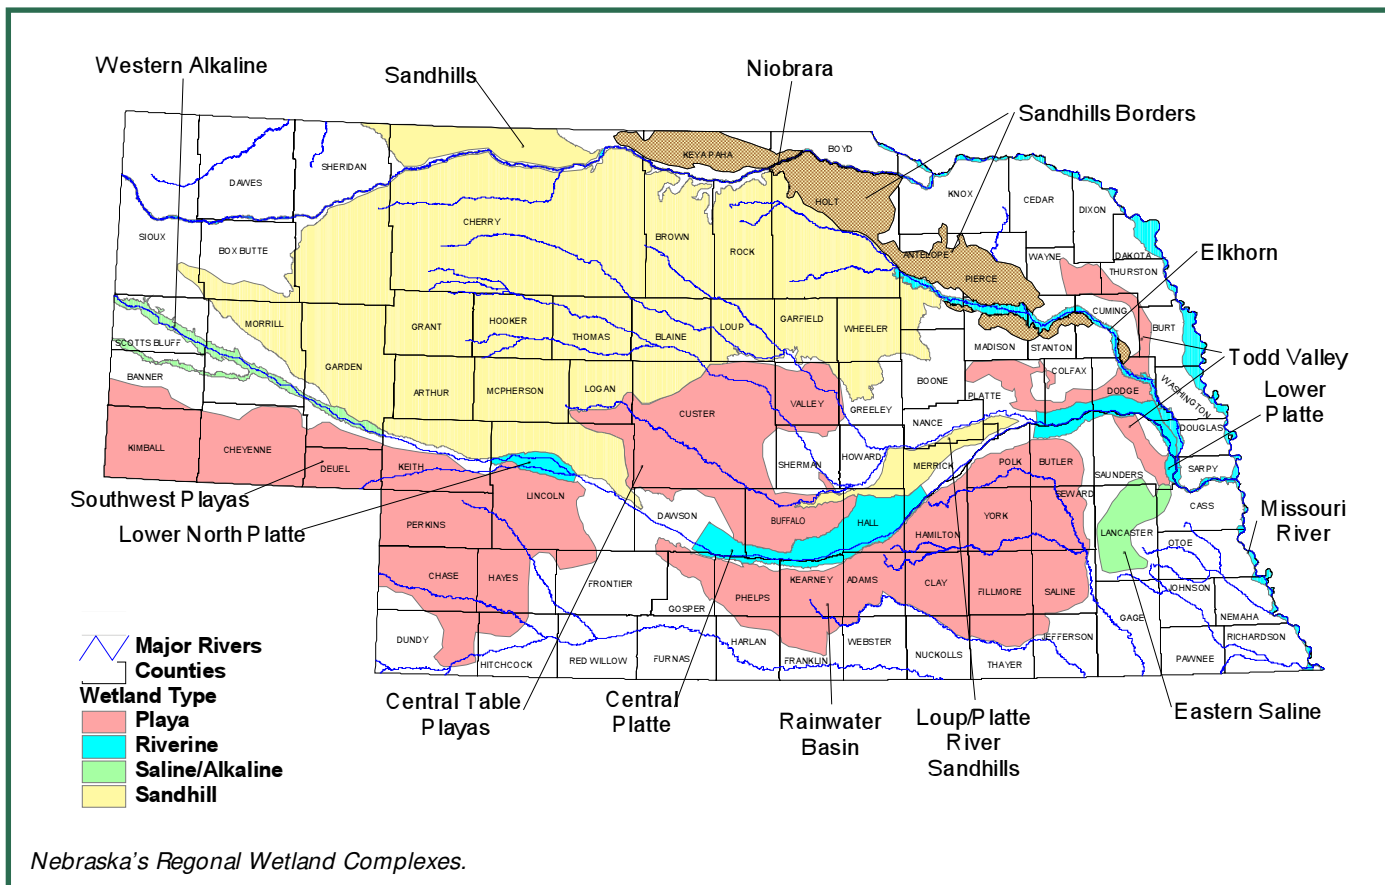 Western Alkaline
Sandhills
Niobrara
Sandhills Borders
Elkhorn
Todd Valley
Lower
Platte
Missouri
River
Eastern Saline
Loup/Platte
River
Sandhills
Rainwater
Basin
Central
Platte
Central Table
Playas
Lower North Platte
Southwest Playas
SIOUX
DAWES
SHERIDAN
BOX BUTTE
CHERRY
KEYA PAHA
BOYD
BROWN
ROCK
HOLT
KNOX
CEDAR
DIXON
DAKOTA
ANTELOPE
PIERCE
WAYNE
THURSTON
SCOTTS BLUFF
MORRILL
GARDEN
GRANT
HOOKER
THOMAS
BLAINE
LOUP
GARFIELD
WHEELER
MADISON
STANTON
CUMING
BURT
BANNER
ARTHUR
MCPHERSON
LOGAN
CUSTER
VALLEY
GREELEY
BOONE
PLATTE
COLFAX
DODGE
WASHINGTON
KIMBALL
CHEYENNE
DEUEL
KEITH
LINCOLN
SHERMAN
HOWARD
NANCE
MERRICK
POLK
BUTLER
SAUNDERS
DOUGLAS
SARPY
PERKINS
DAWSON
BUFFALO
HALL
HAMILTON
YORK
SEWARD
LANCASTER
CASS
OTOE
CHASE
HAYES
FRONTIER
GOSPER
PHELPS
KEARNEY
ADAMS
CLAY
FILLMORE
SALINE
GAGE
JOHNSON
NEMAHA
DUNDY
HITCHCOCK
RED WILLOW
FURNAS
HARLAN
FRANKLIN
WEBSTER
NUCKOLLS
THAYER
JEFFERSON
PAWNEE
RICHARDSON
Major Rivers
Counties
Wetland Type
Playa
Riverine
Saline/Alkaline
Sandhill
Nebraska's Regonal Wetland Complexes.